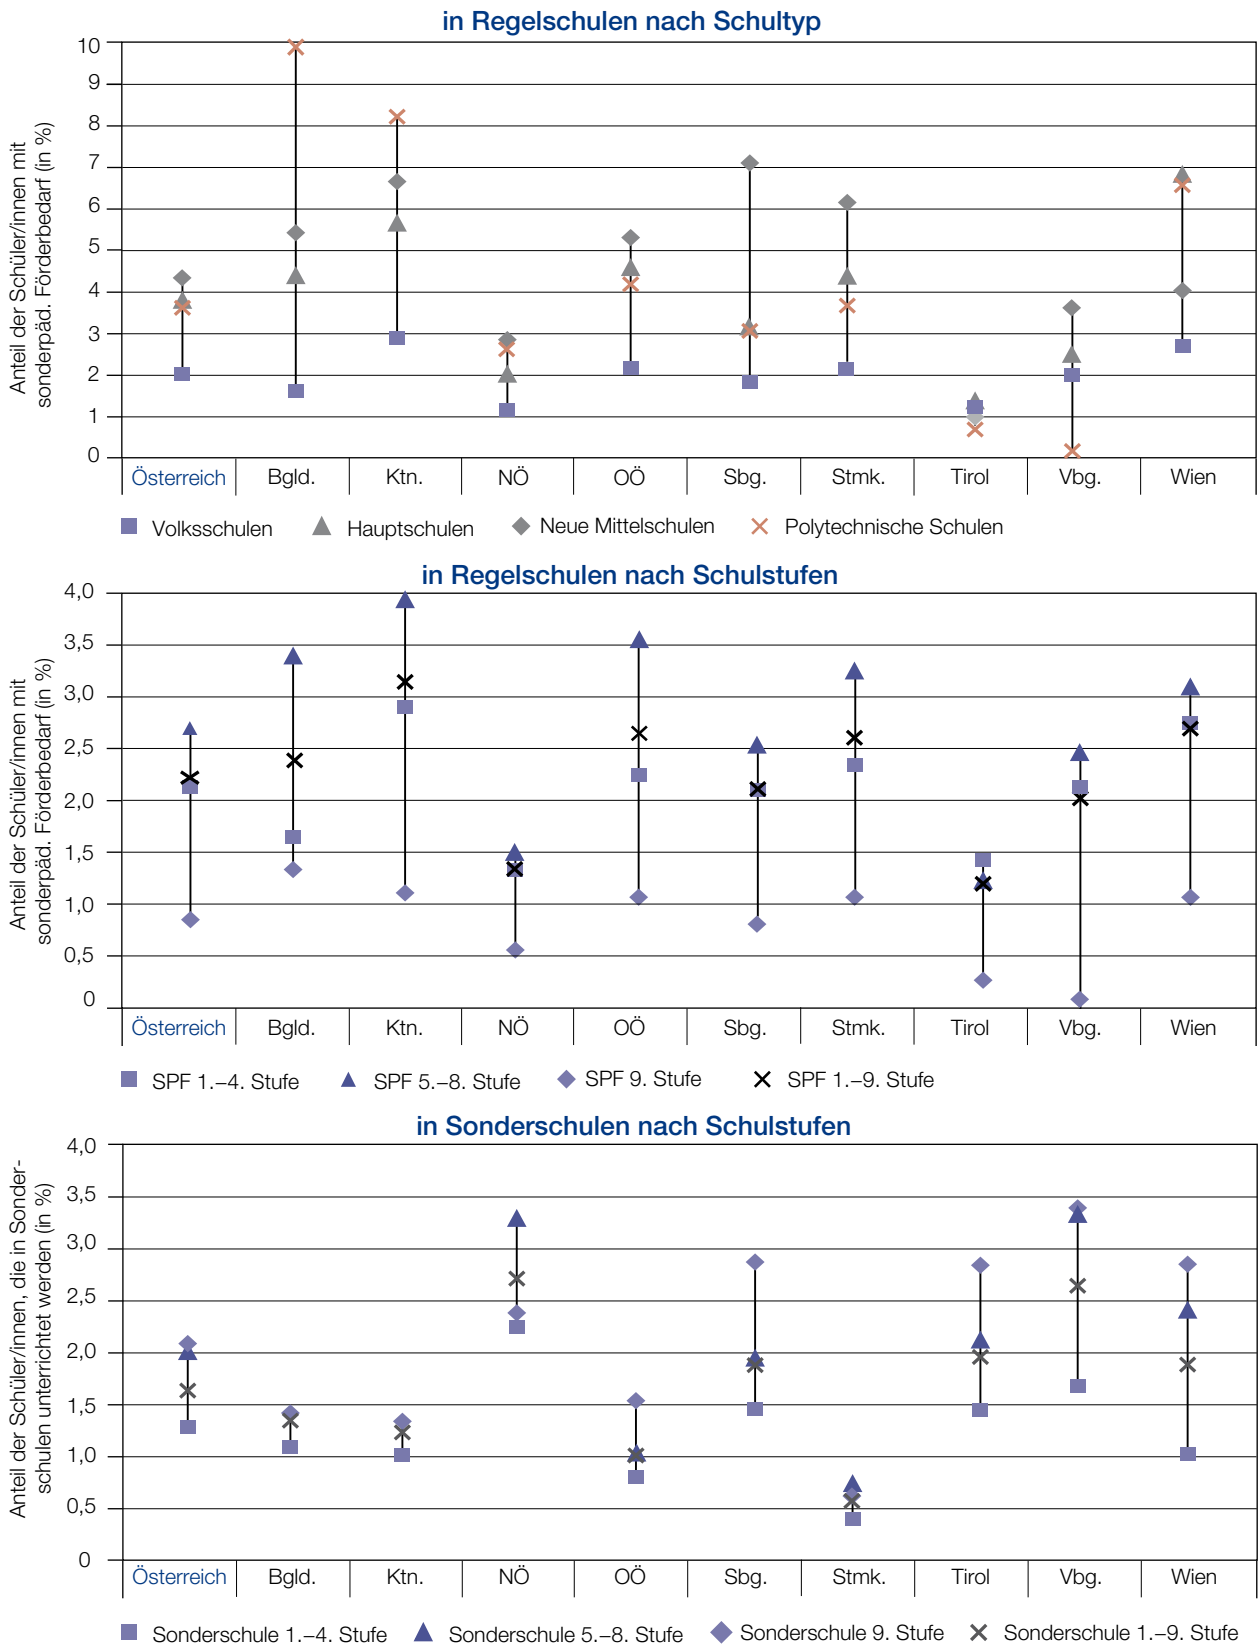 in Regelschulen nach Schultyp
Anteil der Schüler/innen mit
sonderpäd. Förderbedarf (in %)
10
9
8
7
6
5
4
3
2
1
0
Österreich Bgld. Ktn. NÖ OÖ Sbg. Stmk. Tirol Vbg. Wien
Volksschulen Hauptschulen Neue Mittelschulen Polytechnische Schulen
in Regelschulen nach Schulstufen
Anteil der Schüler/innen mit
sonderpäd. Förderbedarf (in %)
4,0
3,5
3,0
2,5
2,0
1,5
1,0
0,5
0
Österreich Bgld. Ktn. NÖ OÖ Sbg. Stmk. Tirol Vbg. Wien
SPF 1.–4. Stufe SPF 5.–8. Stufe SPF 9. Stufe SPF 1.–9. Stufe
in Sonderschulen nach Schulstufen
Anteil der Schüler/innen, die in Sonder-
schulen unterrichtet werden (in %)
4,0
3,5
3,0
2,5
2,0
1,5
1,0
0,5
0
Österreich Bgld. Ktn. NÖ OÖ Sbg. Stmk. Tirol Vbg. Wien
Sonderschule 1.–4. Stufe Sonderschule 5.–8. Stufe Sonderschule 9. Stufe Sonderschule 1.–9. Stufe